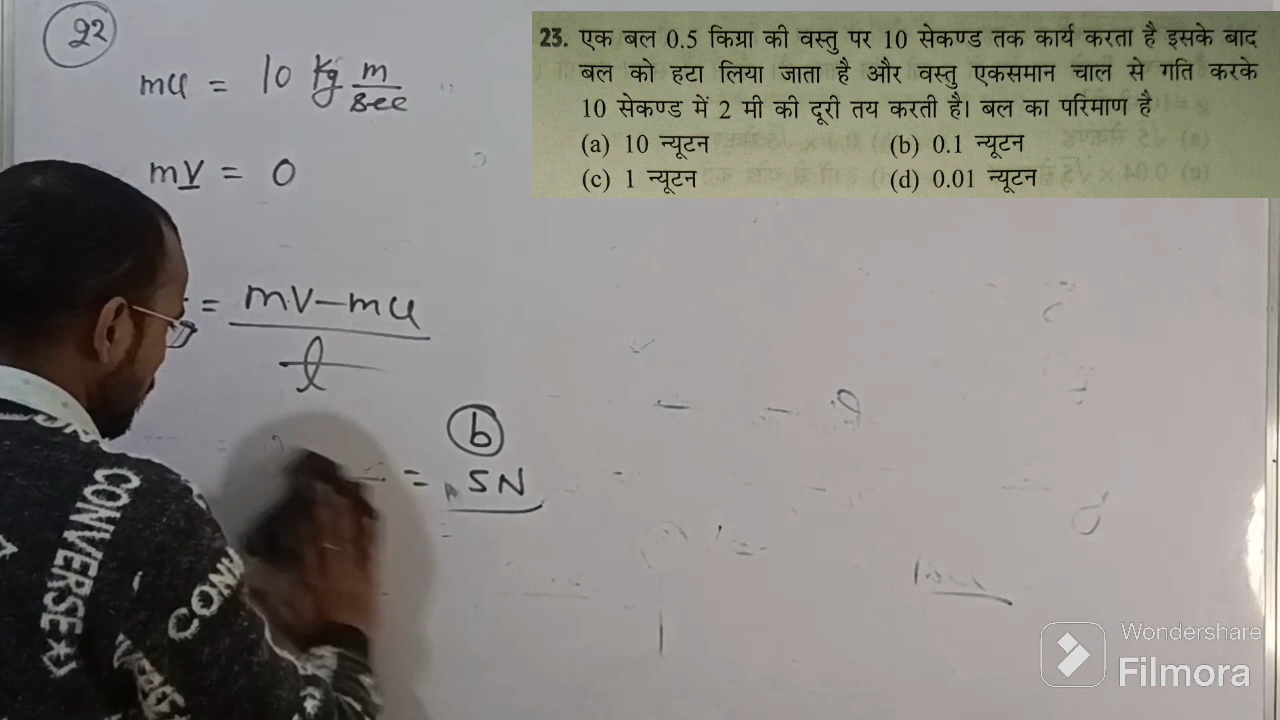 22
mu = 10 Kg m/sec
mv = 0
= mv-mu / t
b
= 5N
23. एक बल 0.5 किग्रा की वस्तु पर 10 सेकण्ड तक कार्य करता है इसके बाद
बल को हटा लिया जाता है और वस्तु एकसमान चाल से गति करके
10 सेकण्ड में 2 मी की दूरी तय करती है। बल का परिमाण है
(a) 10 न्यूटन (b) 0.1 न्यूटन
(c) 1 न्यूटन (d) 0.01 न्यूटन
CONVERSE
CON
Wondershare
Filmora